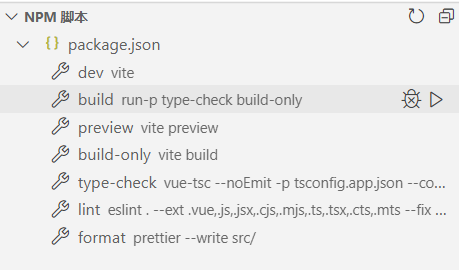 NPM 脚本
{} package.json
dev vite
build run-p type-check build-only
preview vite preview
build-only vite build
type-check vue-tsc --noEmit -p tsconfig.app.json --co...
lint eslint . --ext .vue,.js,.jsx,.cjs,.mjs,.ts,.tsx,.cts,.mts --fix ...
format prettier --write src/